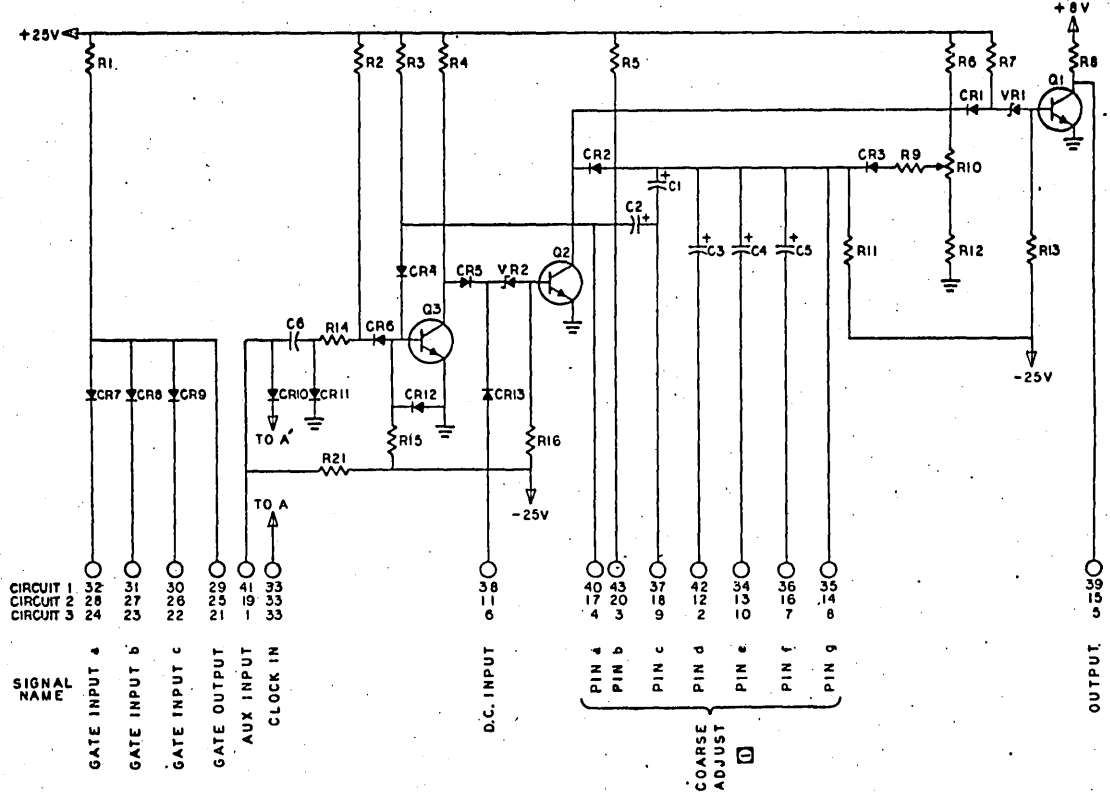 +8V
+25V
R1 R2 R3 R4 R5 R6 R7 R8
Q1
CR1 VR1
CR2 CR3 R9 R10
C1
C2
C3 C4 C5 R11 R12 R13
Q2
CR4 CR5 VR2
Q3
C6 R14 CR6
-25V
CR7 CR8 CR9 CR10 CR11 CR12 CR13
TO A
R15 R16
R21
TO A
-25V
CIRCUIT 1 32 31 30 29 41 33 38 40 43 37 42 34 36 35 39
CIRCUIT 2 28 27 26 25 19 33 11 17 20 18 12 13 16 14 15
CIRCUIT 3 24 23 22 21 1 33 6 4 3 9 2 10 7 8 5
SIGNAL
NAME
GATE INPUT a
GATE INPUT b
GATE INPUT c
GATE OUTPUT
AUX INPUT
CLOCK IN
D.C. INPUT
PIN a
PIN b
PIN c
PIN d
PIN e
PIN f
PIN g
OUTPUT
COARSE
ADJUST 1